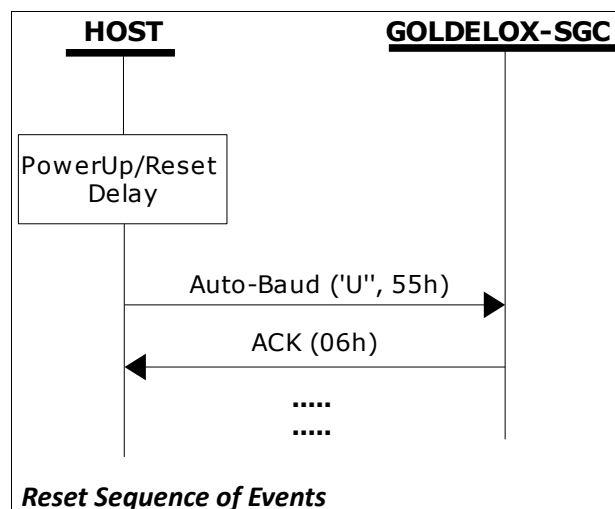 HOST
GOLDELOX-SGC
PowerUp/Reset
Delay
Auto-Baud ('U'', 55h)
ACK (06h)
.....
.....
Reset Sequence of Events